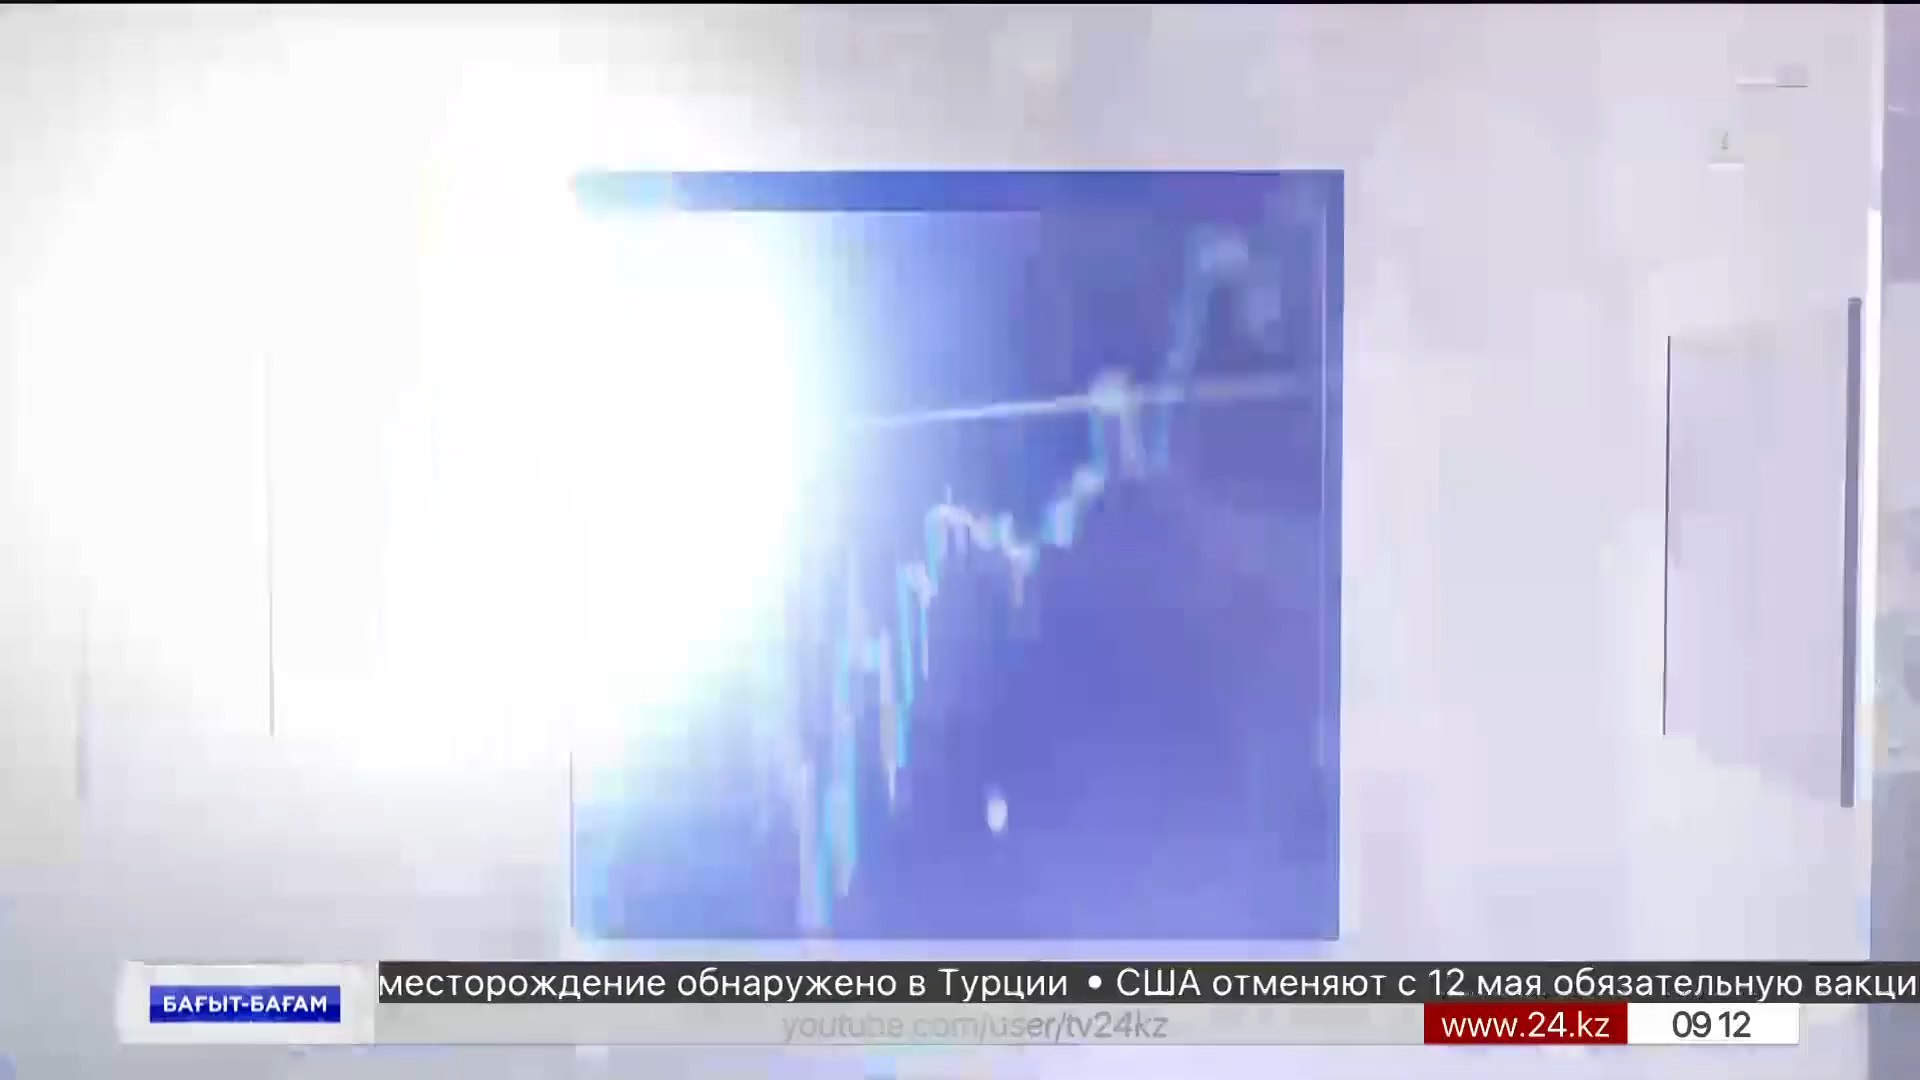 месторождение обнаружено в Турции • США отменяют с 12 мая обязательную вакци
БАҒЫТ-БАҒАМ
youtube.com/user/tv24kz
www.24.kz
09 12